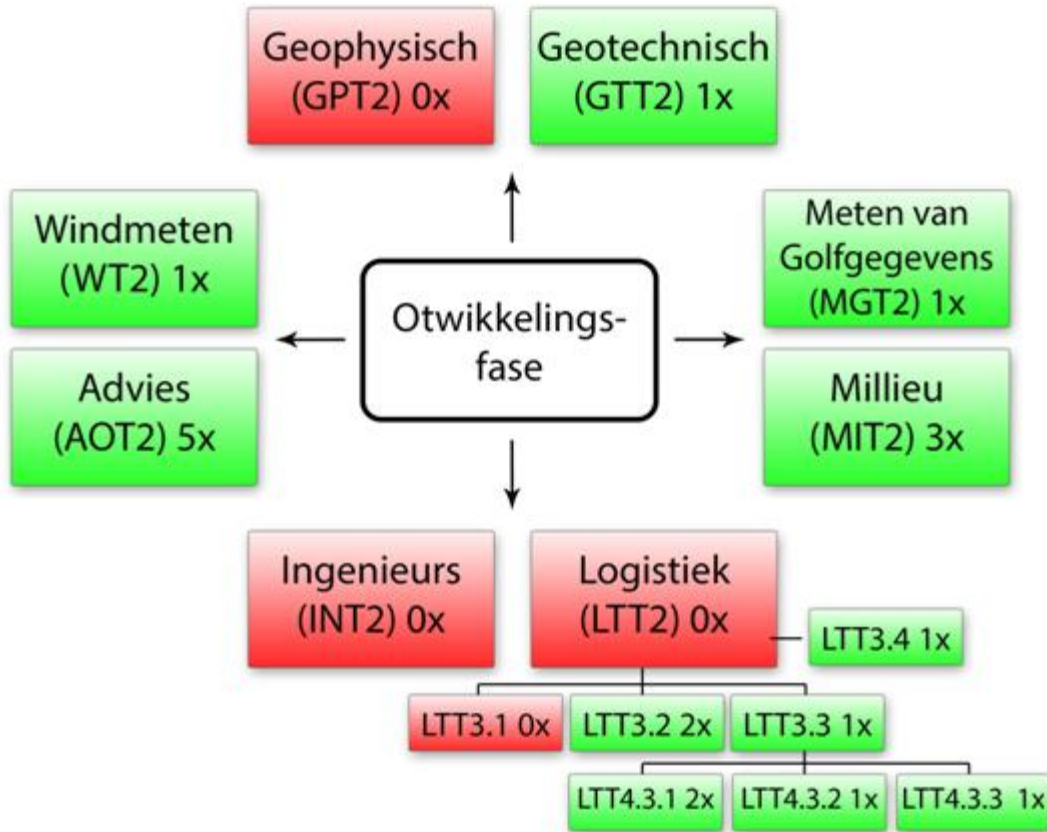 Geophysisch
(GPT2) 0x
Geotechnisch
(GTT2) 1x
Windmeten
(WT2) 1x
Meten van
Golfgegevens
(MGT2) 1x
Otwikkelings-
fase
Advies
(AOT2) 5x
Millieu
(MIT2) 3x
Ingenieurs
(INT2) 0x
Logistiek
(LTT2) 0x
LTT3.4 1x
LTT3.1 0x
LTT3.2 2x
LTT3.3 1x
LTT4.3.1 2x
LTT4.3.2 1x
LTT4.3.3 1x